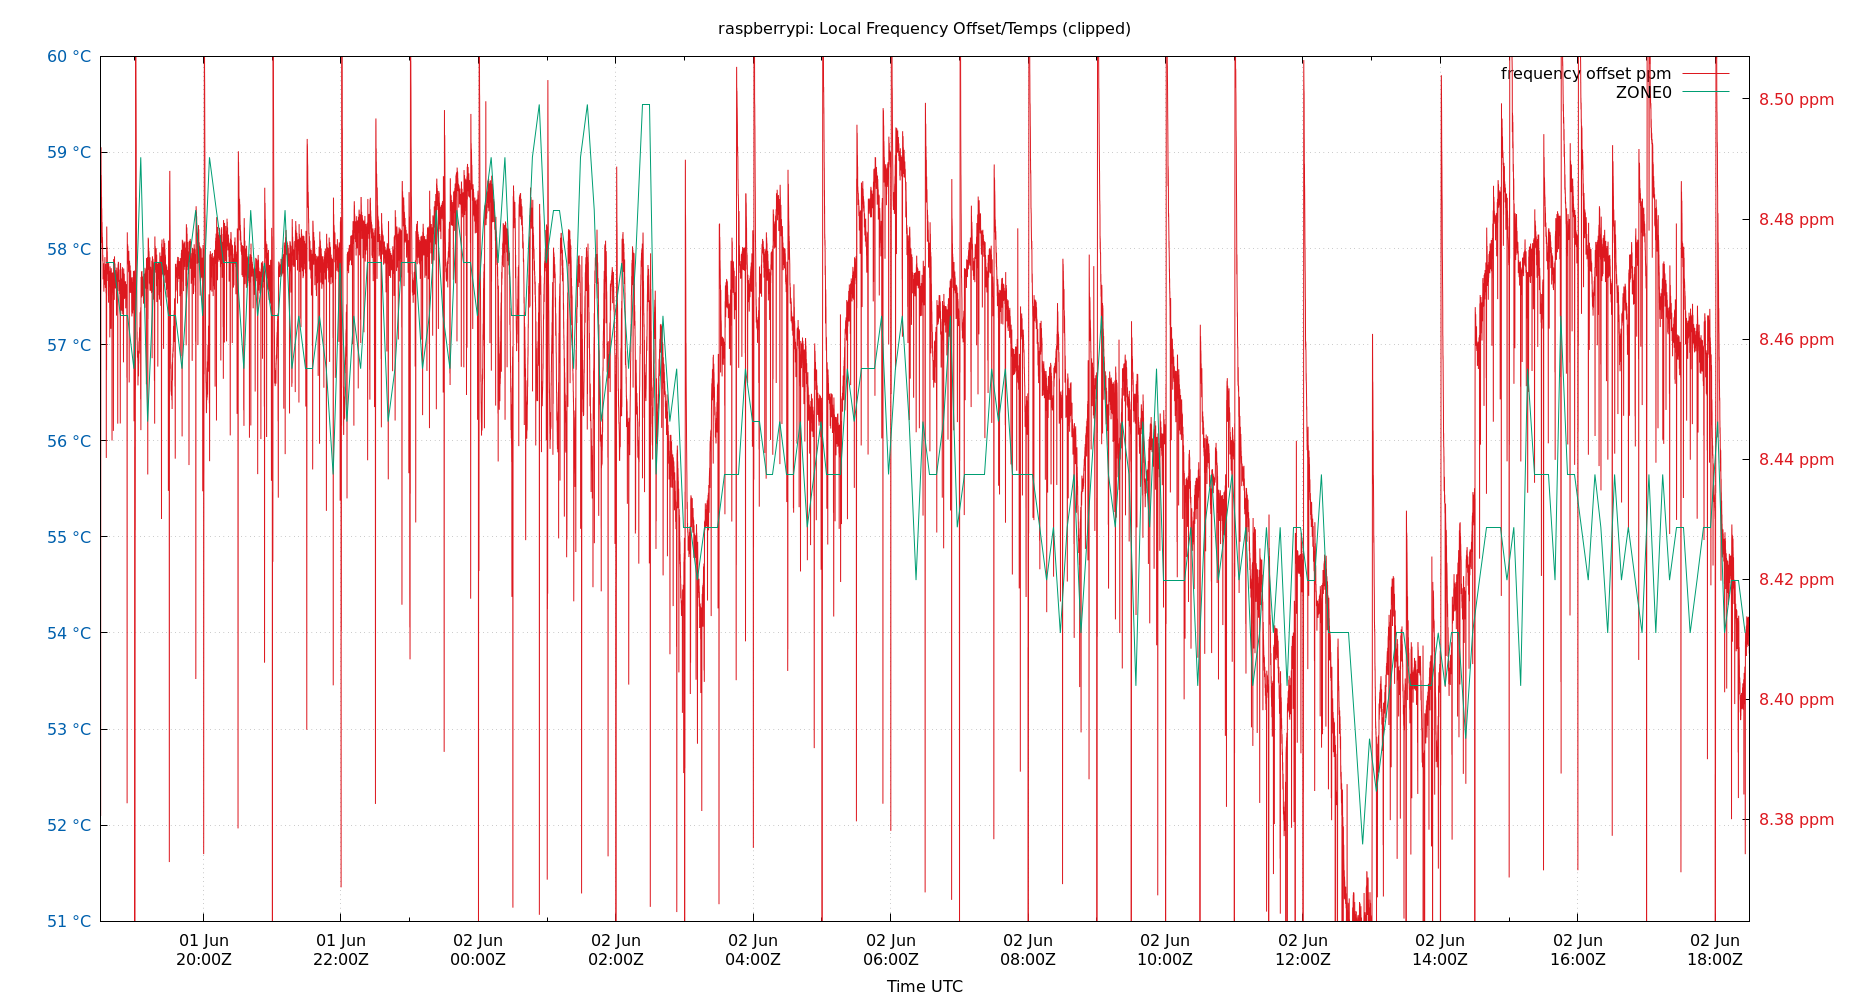 raspberrypi: Local Frequency Offset/Temps (clipped)
60 °C
59 °C
58 °C
57 °C
56 °C
55 °C
54 °C
53 °C
52 °C
51 °C
frequency offset ppm
ZONE0
8.50 ppm
8.48 ppm
8.46 ppm
8.44 ppm
8.42 ppm
8.40 ppm
8.38 ppm
01 Jun
20:00Z
01 Jun
22:00Z
02 Jun
00:00Z
02 Jun
02:00Z
02 Jun
04:00Z
02 Jun
06:00Z
02 Jun
08:00Z
02 Jun
10:00Z
02 Jun
12:00Z
02 Jun
14:00Z
02 Jun
16:00Z
02 Jun
18:00Z
Time UTC